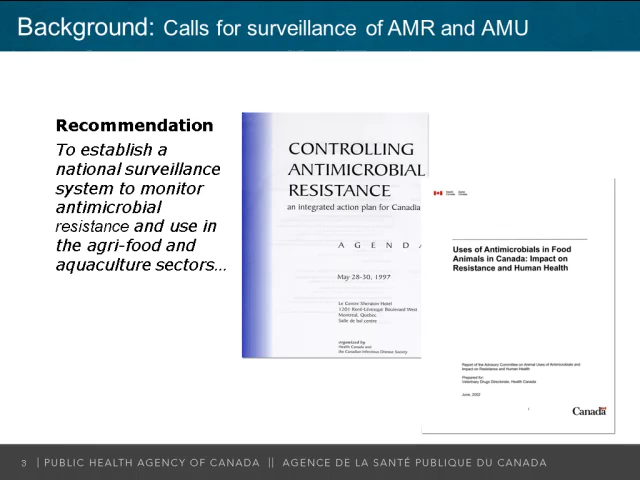 Background: Calls for surveillance of AMR and AMU
Recommendation
To establish a
national surveillance
system to monitor
antimicrobial
resistance and use in
the agri-food and
aquaculture sectors...
CONTROLLING
ANTIMICROBIAL
RESISTANCE
an integrated action plan for Canadia
A G E N D A
May 28-30, 1997
Le Centre Sheraton Hotel
1201 René-Lévesque Boulevard West
Montréal, Québec
Salle de bal centre
organized by
Health Canada and
the Canadian Infectious Disease Society
Health Canada Santé Canada
Uses of Antimicrobials in Food
Animals in Canada: Impact on
Resistance and Human Health
Report of the Advisory Committee on Animal Uses of Antimicrobials and
Impact on Resistance and Human Health
Prepared for:
Veterinary Drugs Directorate, Health Canada
June, 2002
Canada
3 | PUBLIC HEALTH AGENCY OF CANADA || AGENCE DE LA SANTÉ PUBLIQUE DU CANADA